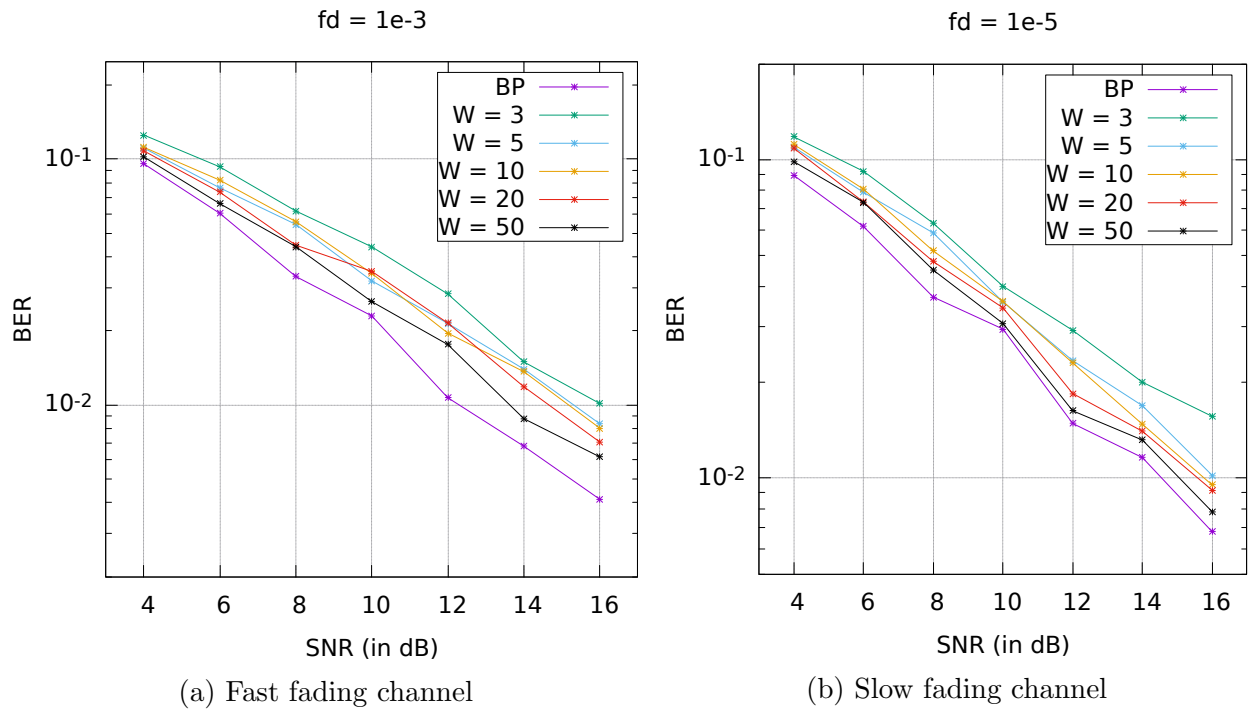 fd = 1e-3
BER
10-1
10-2
BP
W = 3
W = 5
W = 10
W = 20
W = 50
4 6 8 10 12 14 16
SNR (in dB)
(a) Fast fading channel
fd = 1e-5
BER
10-1
10-2
BP
W = 3
W = 5
W = 10
W = 20
W = 50
4 6 8 10 12 14 16
SNR (in dB)
(b) Slow fading channel